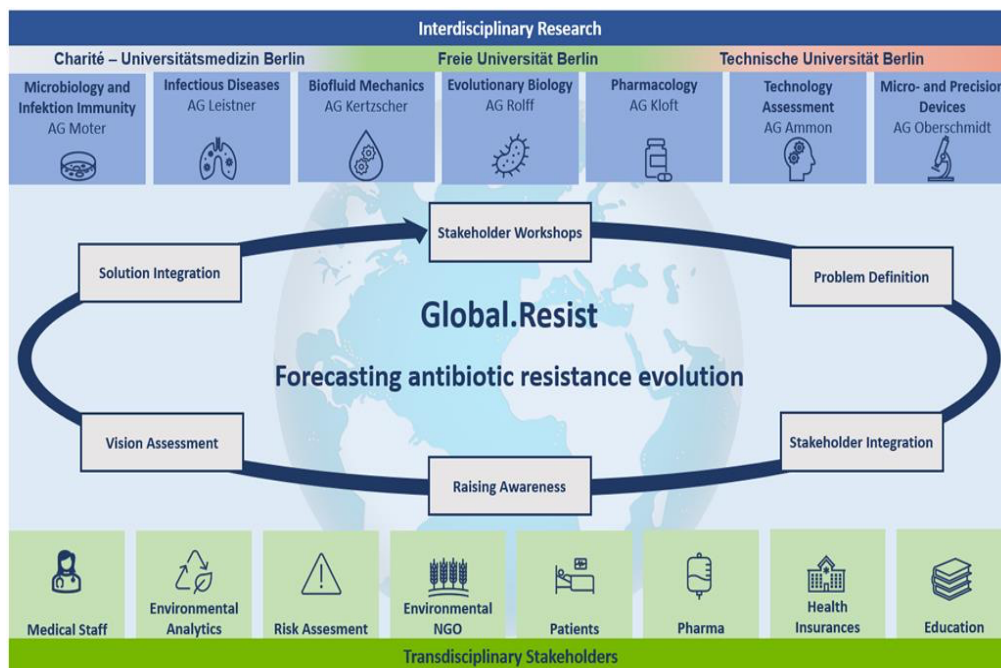 Interdisciplinary Research
Charité – Universitätsmedizin Berlin
Freie Universität Berlin
Technische Universität Berlin
Microbiology and
Infektion Immunity
AG Moter
Infectious Diseases
AG Leistner
Biofluid Mechanics
AG Kertzscher
Evolutionary Biology
AG Rolff
Pharmacology
AG Kloft
Technology
Assessment
AG Ammon
Micro- and Precision
Devices
AG Oberschmidt
Stakeholder Workshops
Solution Integration
Problem Definition
Global.Resist
Forecasting antibiotic resistance evolution
Vision Assessment
Stakeholder Integration
Raising Awareness
Medical Staff
Environmental
Analytics
Risk Assesment
Environmental
NGO
Patients
Pharma
Health
Insurances
Education
Transdisciplinary Stakeholders